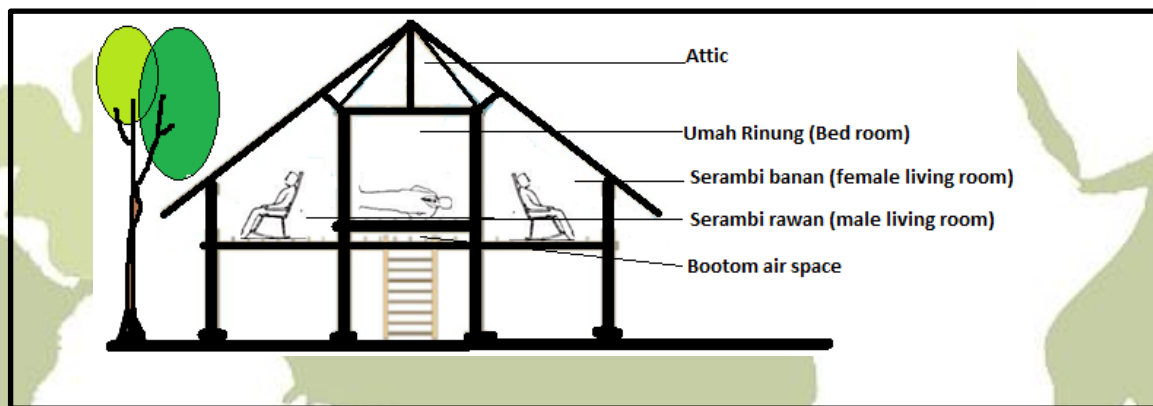 Attic
Umah Rinung (Bed room)
Serambi banan (female living room)
Serambi rawan (male living room)
Bootom air space